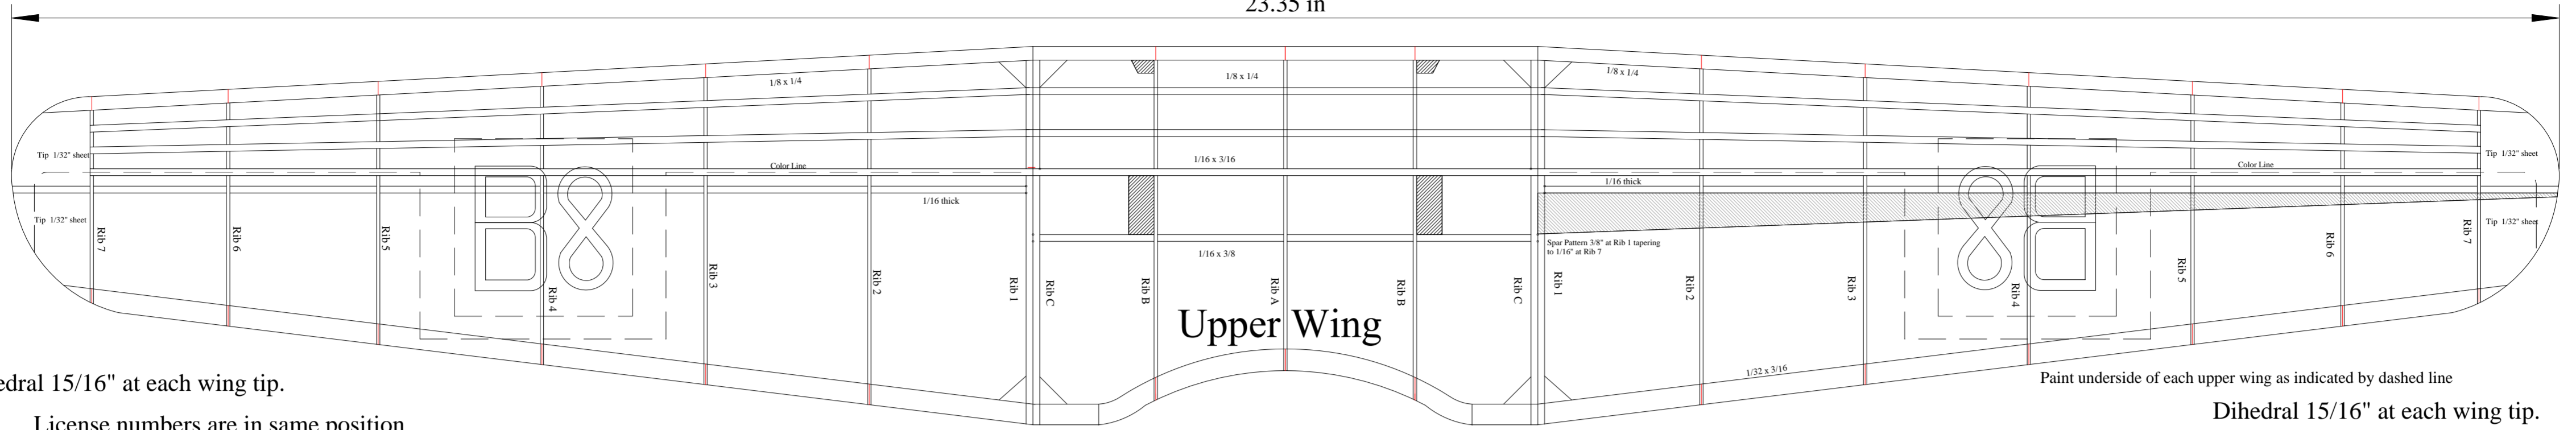 23.35 in
1/8 x 1/4
1/8 x 1/4
1/8 x 1/4
Tip 1/32" sheet
Color Line
1/16 x 3/16
Color Line
Tip 1/32" sheet
1/16 thick
1/16 thick
Tip 1/32" sheet
Tip 1/32" sheet
B8
8B
Spar Pattern 3/8" at Rib 1 tapering
to 1/16" at Rib 7
1/16 x 3/8
Rib 7
Rib 6
Rib 5
Rib 4
Rib 3
Rib 2
Rib 1
Rib C
Rib B
Rib A
Rib B
Rib C
Rib 1
Rib 2
Rib 3
Rib 4
Rib 5
Rib 6
Rib 7
Upper Wing
1/32 x 3/16
edral 15/16" at each wing tip.
Paint underside of each upper wing as indicated by dashed line
License numbers are in same position
Dihedral 15/16" at each wing tip.